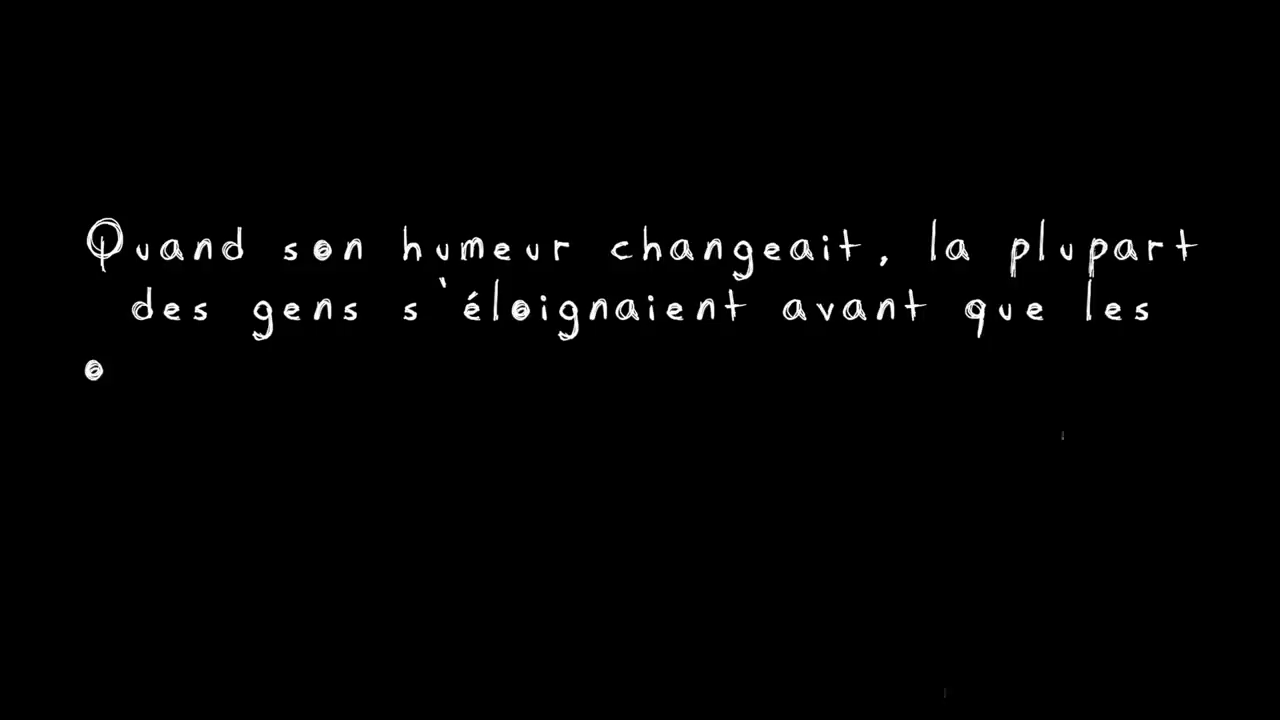 Quand son humeur changeait, la plupart
des gens s'éloignaient avant que les
o